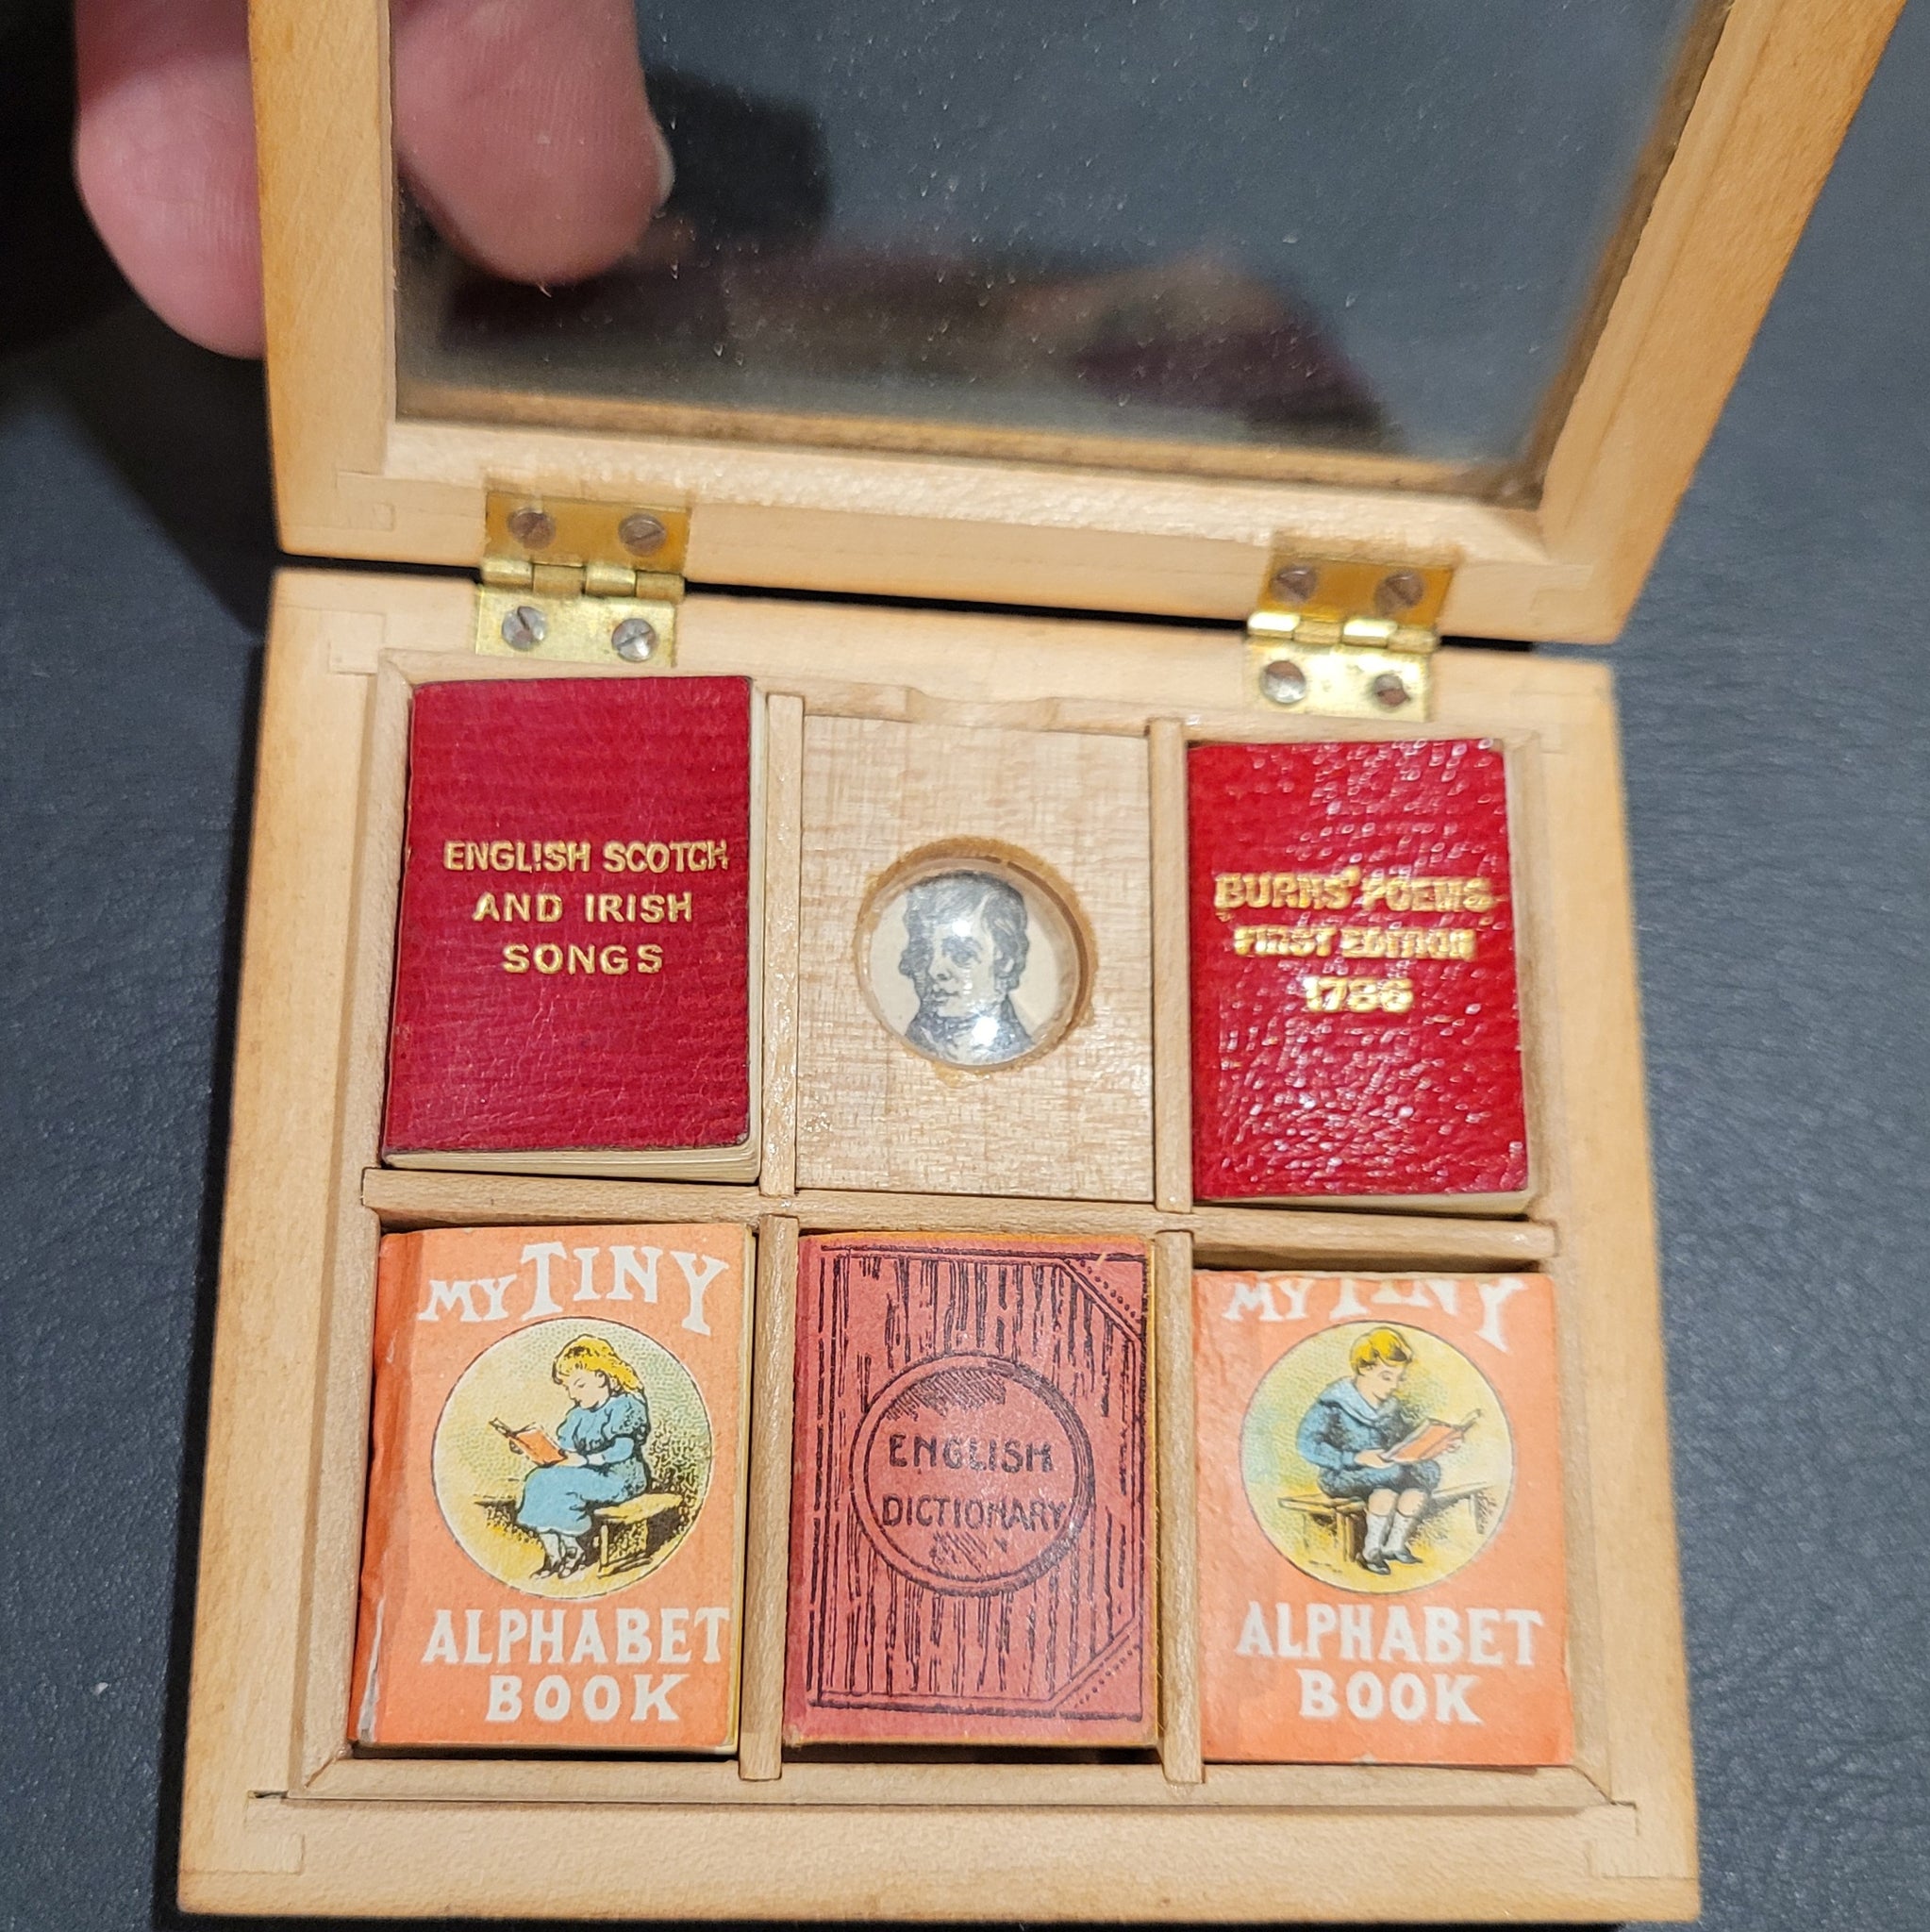 ENGLISH SCOTCH
AND IRISH
SONGS
BURNS' POEMS
FIRST EDITION
1786
MY TINY
ALPHABET
BOOK
ENGLISH
DICTIONARY
MY TINY
ALPHABET
BOOK